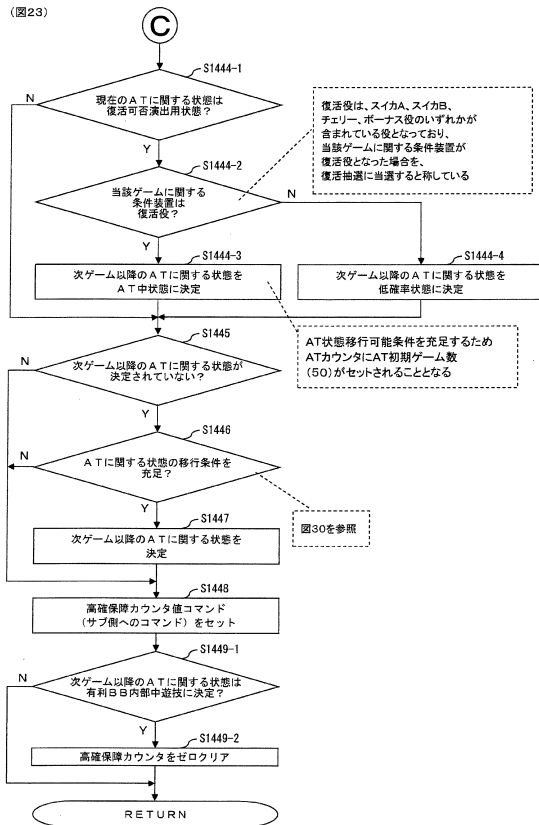 (図23)
C
S1444-1
現在のATに関する状態は
復活可否演出用状態?
N
Y
復活役は、スイカA、スイカB、
チェリー、ボーナス役のいずれかが
含まれている役となっており、
当該ゲームに関する条件装置が
復活役となった場合を、
復活抽選に当選すると称している
S1444-2
当該ゲームに関する
条件装置は
復活役?
N
Y
S1444-3
次ゲーム以降のATに関する状態を
AT中状態に決定
S1444-4
次ゲーム以降のATに関する状態を
低確率状態に決定
AT状態移行可能条件を充足するため
ATカウンタにAT初期ゲーム数
(50)がセットされることとなる
S1445
次ゲーム以降のATに関する状態が
決定されていない?
N
Y
S1446
ATに関する状態の移行条件を
充足?
N
Y
図30を参照
S1447
次ゲーム以降のATに関する状態を
決定
S1448
高確保障カウンタ値コマンド
(サブ側へのコマンド)をセット
S1449-1
次ゲーム以降のATに関する状態は
有利BB内部中遊技に決定?
N
Y
S1449-2
高確保障カウンタをゼロクリア
RETURN